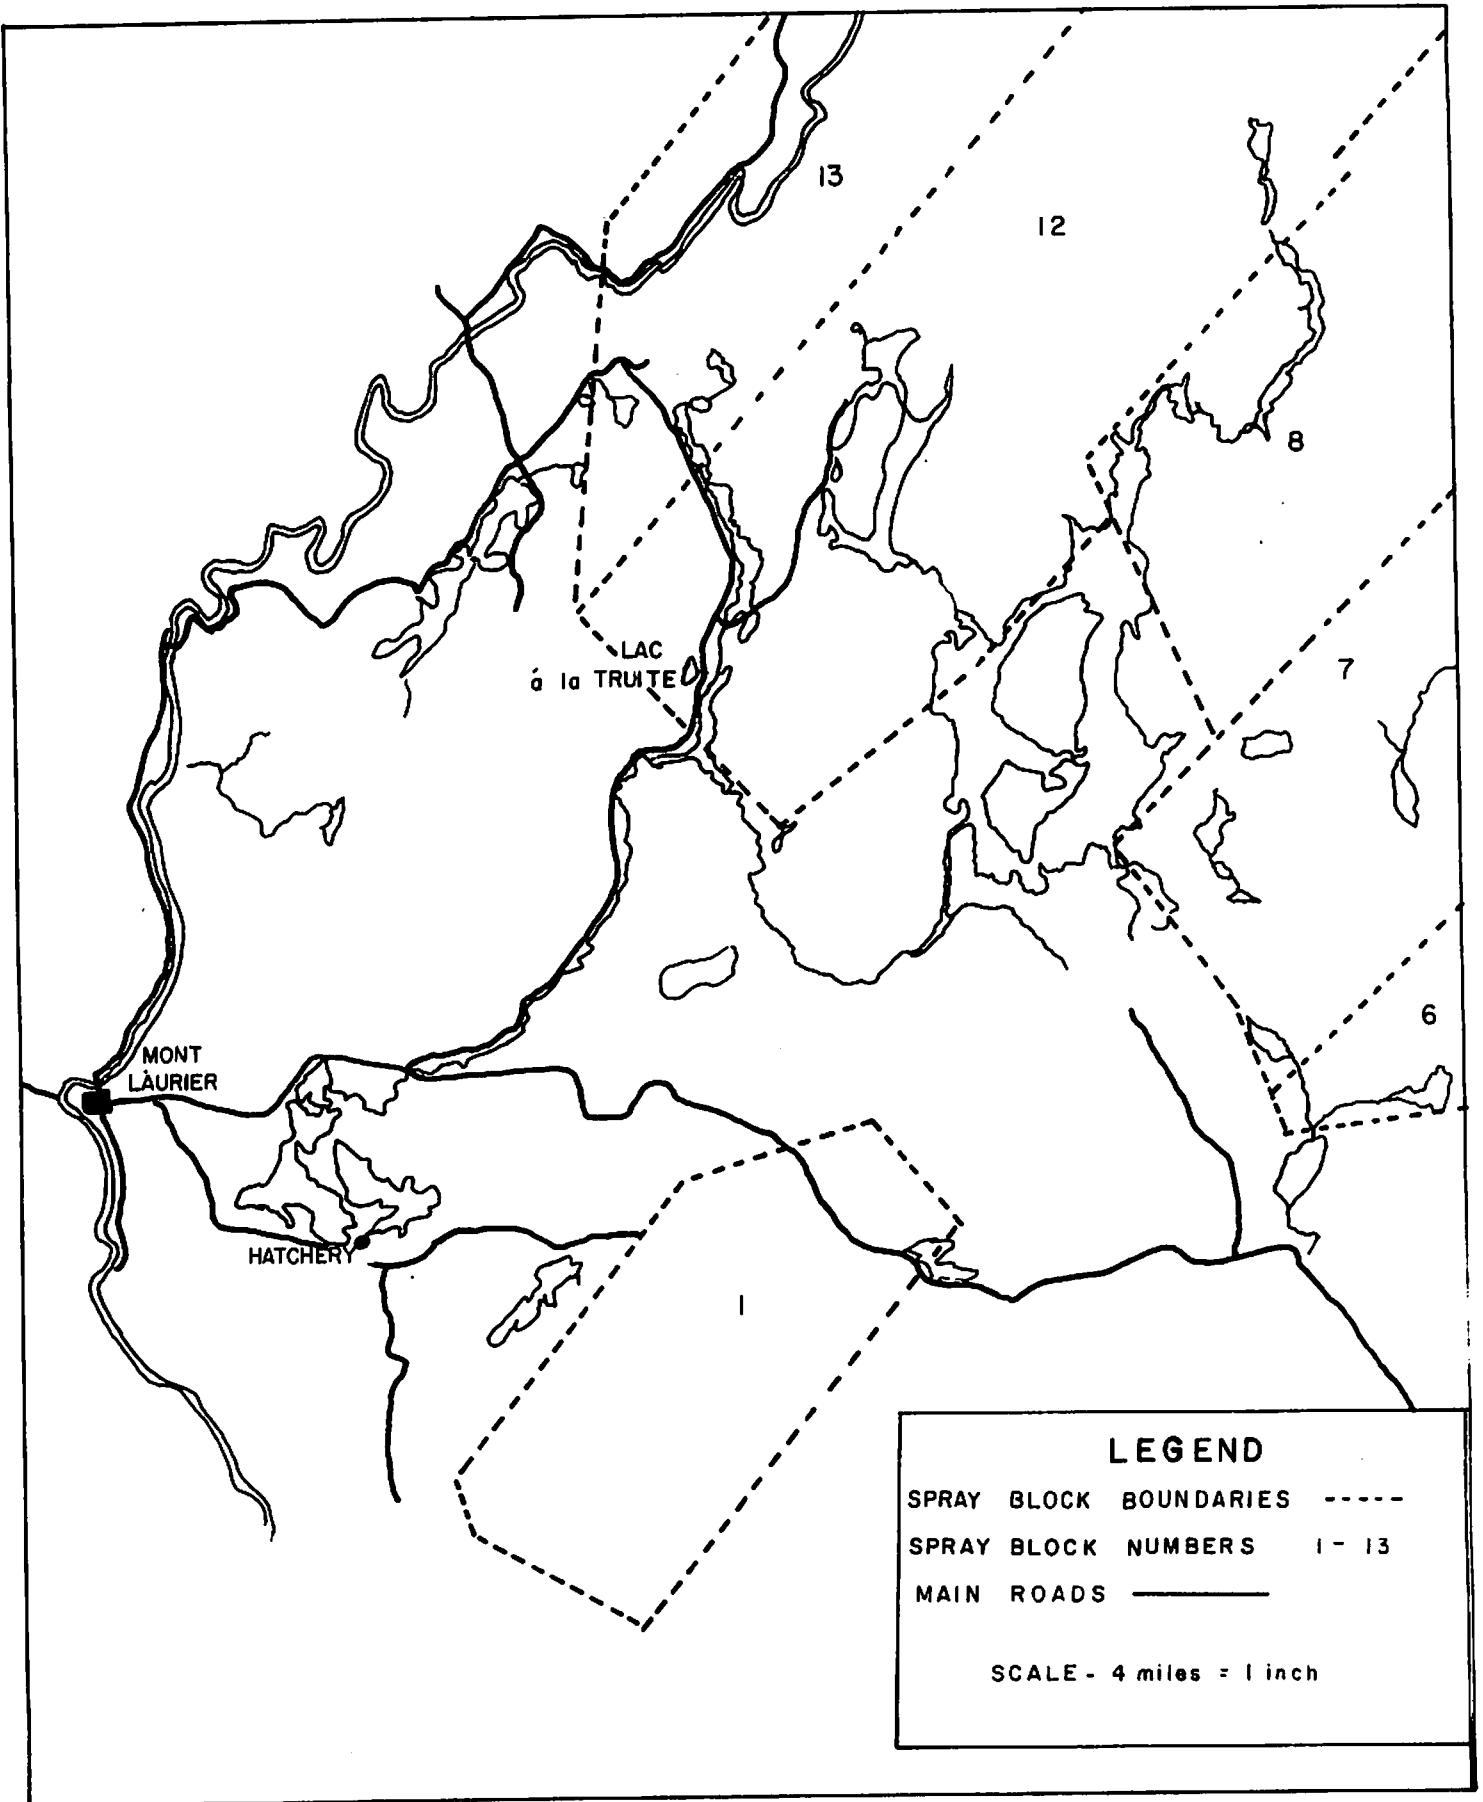 13
12
8
LAC
á la TRUITE
7
6
MONT
LAURIER
HATCHERY
1
LEGEND
SPRAY BLOCK BOUNDARIES -----
SPRAY BLOCK NUMBERS 1 - 13
MAIN ROADS
SCALE - 4 miles = 1 inch